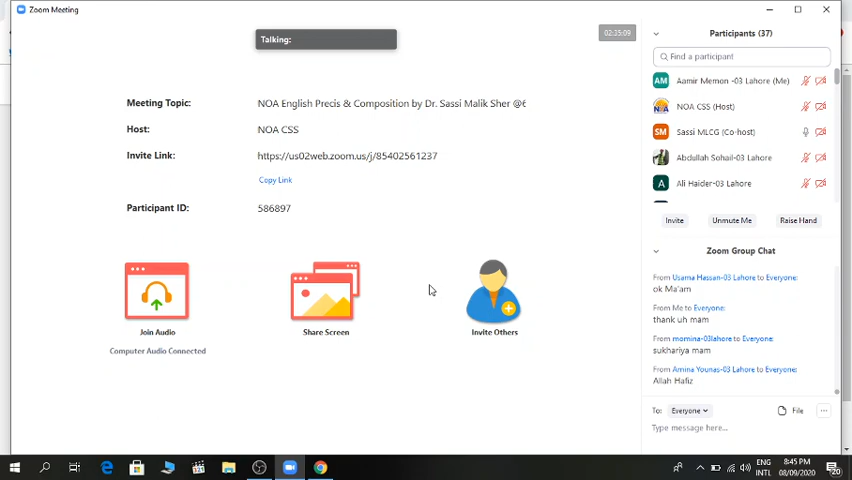 Zoom Meeting
Talking:
02:35:09
Meeting Topic:
NOA English Precis & Composition by Dr. Sassi Malik Sher @6
Host:
NOA CSS
Invite Link:
https://us02web.zoom.us/j/85402561237
Copy Link
Participant ID:
586897
Join Audio
Computer Audio Connected
Share Screen
Invite Others
Participants (37)
Find a participant
AM Aamir Memon -03 Lahore (Me)
NOA NOA CSS (Host)
SM Sassi MLCG (Co-host)
Abdullah Sohail-03 Lahore
A Ali Haider-03 Lahore
Invite Unmute Me Raise Hand
Zoom Group Chat
From Usama Hassan-03 Lahore to Everyone:
ok Ma'am
From Me to Everyone:
thank uh mam
From momina-03lahore to Everyone:
sukhariya mam
From Amina Younas-03 Lahore to Everyone:
Allah Hafiz
To: Everyone File ...
Type message here...
ENG
INTL
8:45 PM
08/09/2020
20